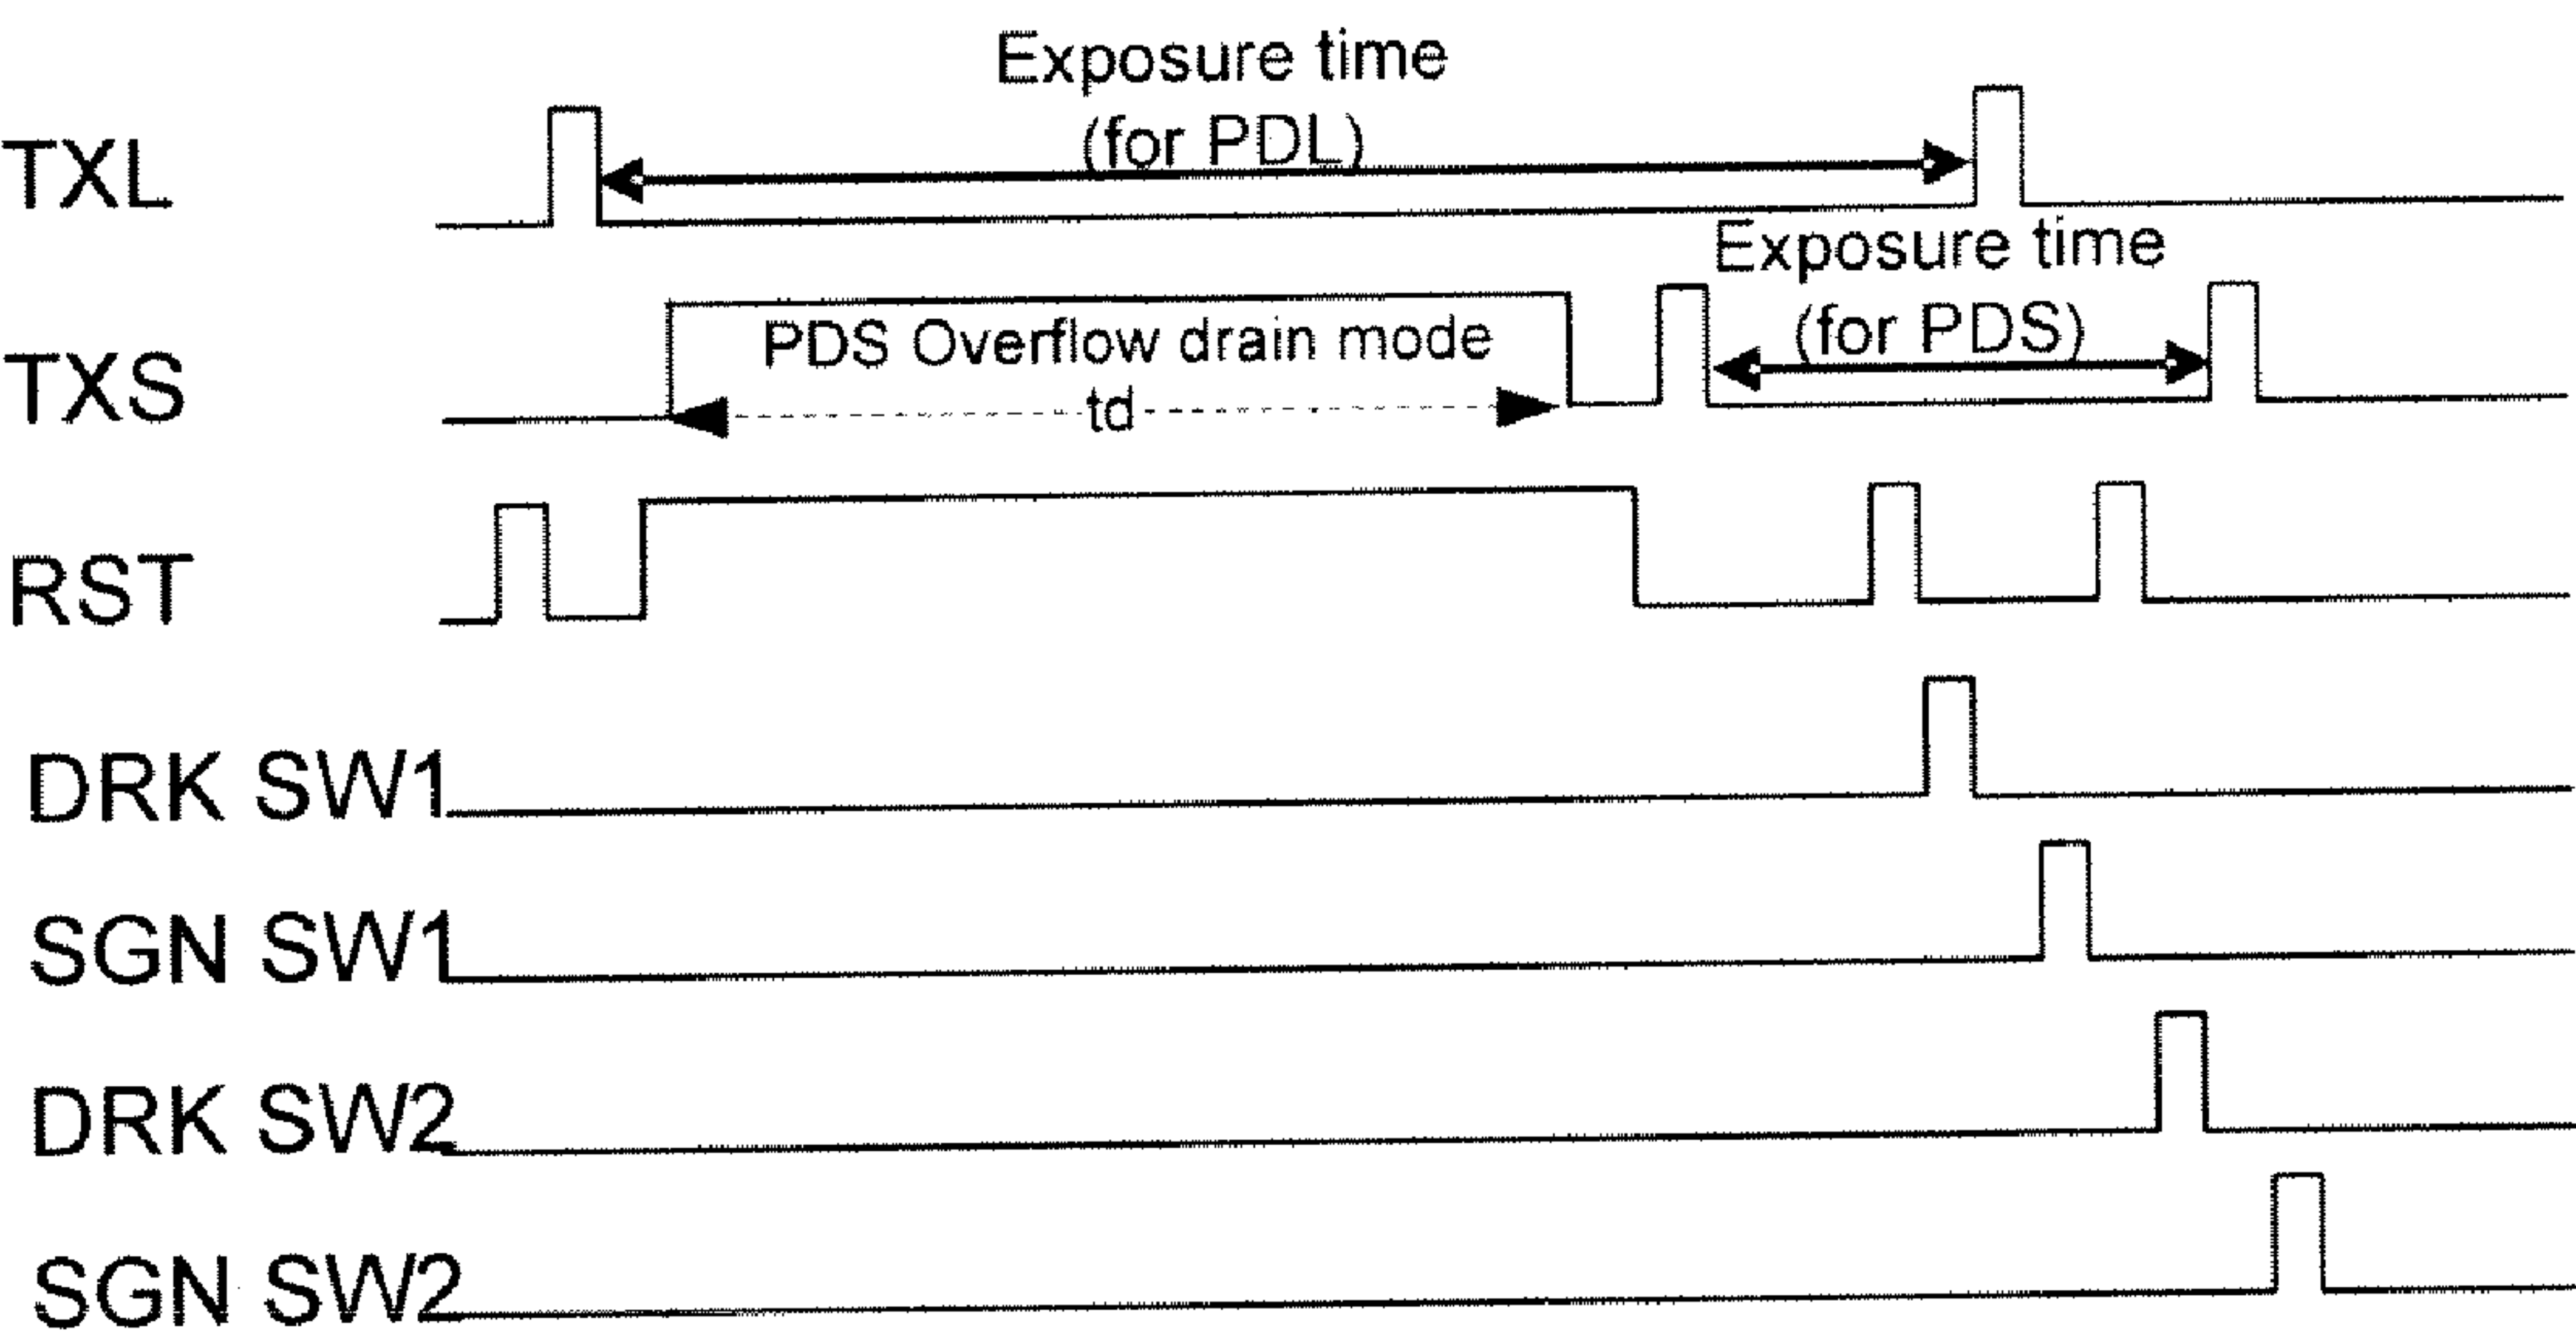 Exposure time
(for PDL)
TXL
Exposure time
(for PDS)
TXS
PDS Overflow drain mode
td
RST
DRK SW1
SGN SW1
DRK SW2
SGN SW2